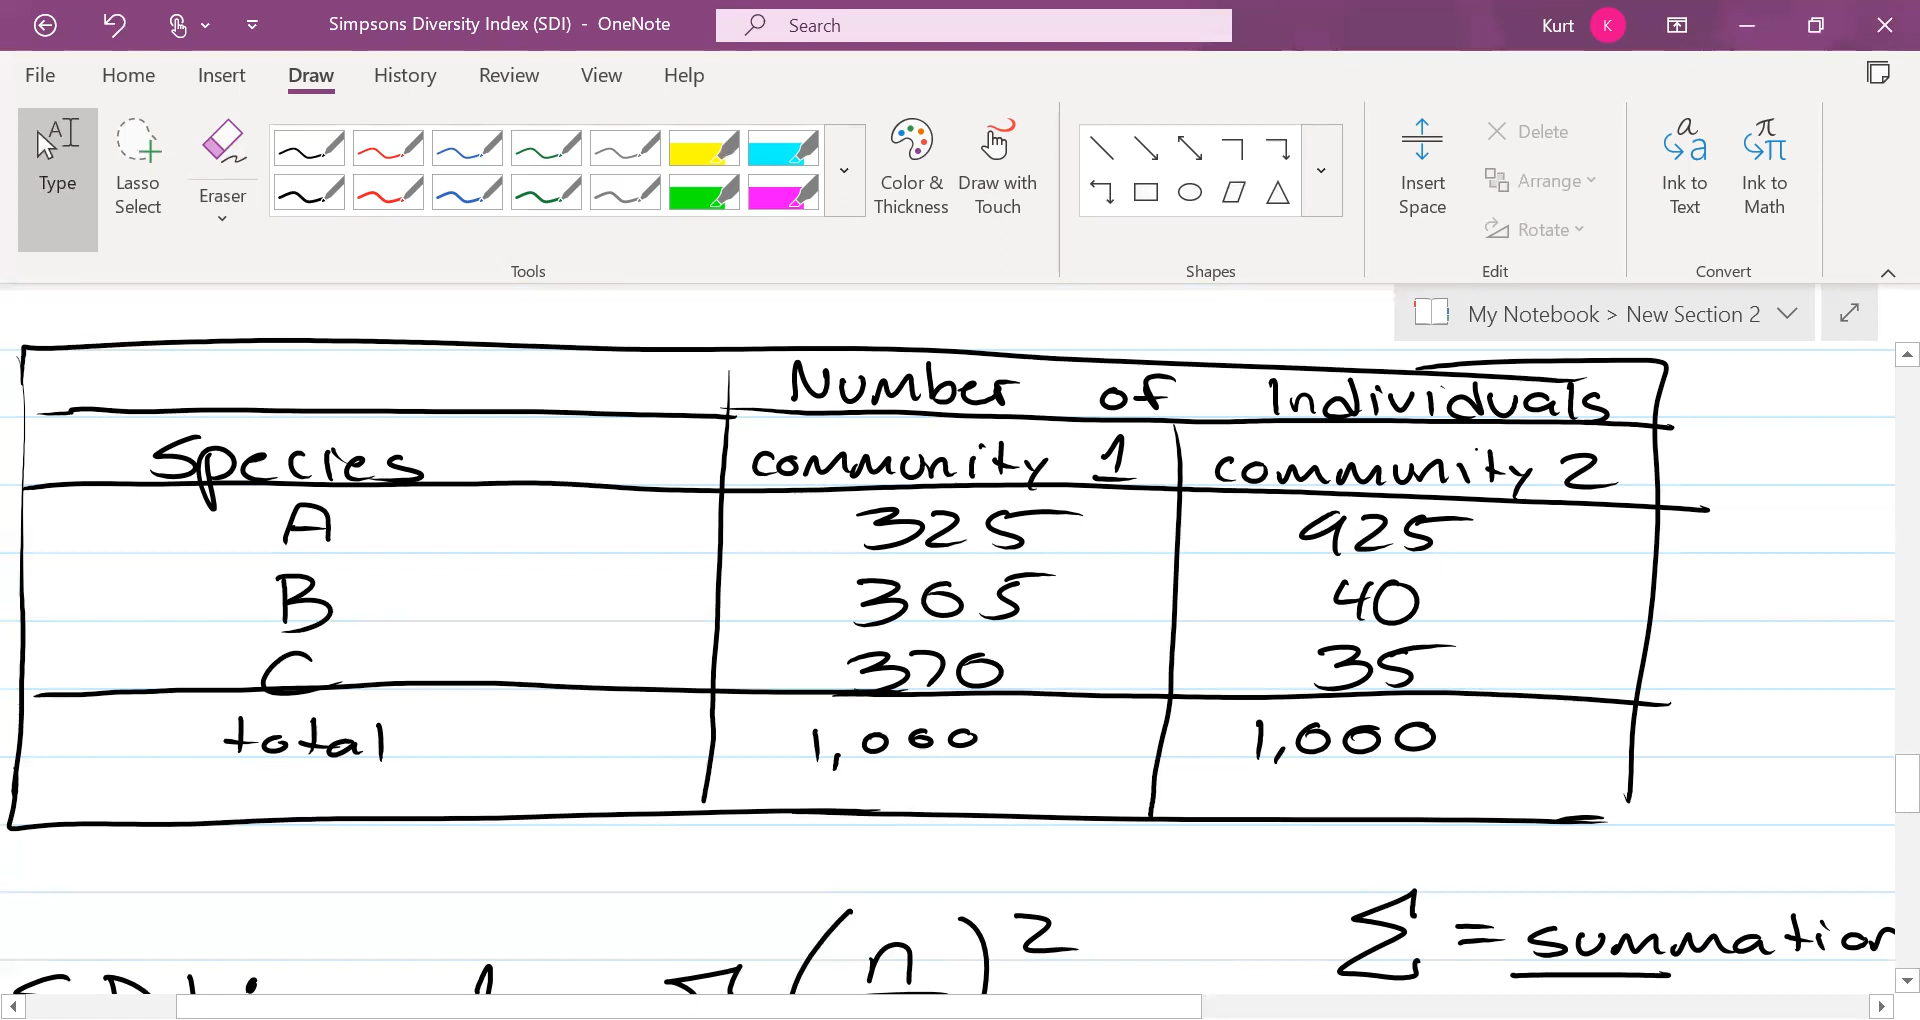 Simpsons Diversity Index (SDI) - OneNote
Search
Kurt K
File Home Insert Draw History Review View Help
Type
Lasso Select
Eraser
Color & Thickness
Draw with Touch
Insert Space
Delete
Arrange
Rotate
Ink to Text
Ink to Math
Tools Shapes Edit Convert
My Notebook > New Section 2
Number of Individuals
Species community 1 community 2
A 325 925
B 305 40
C 370 35
total 1,000 1,000
(n)2
Σ = summation